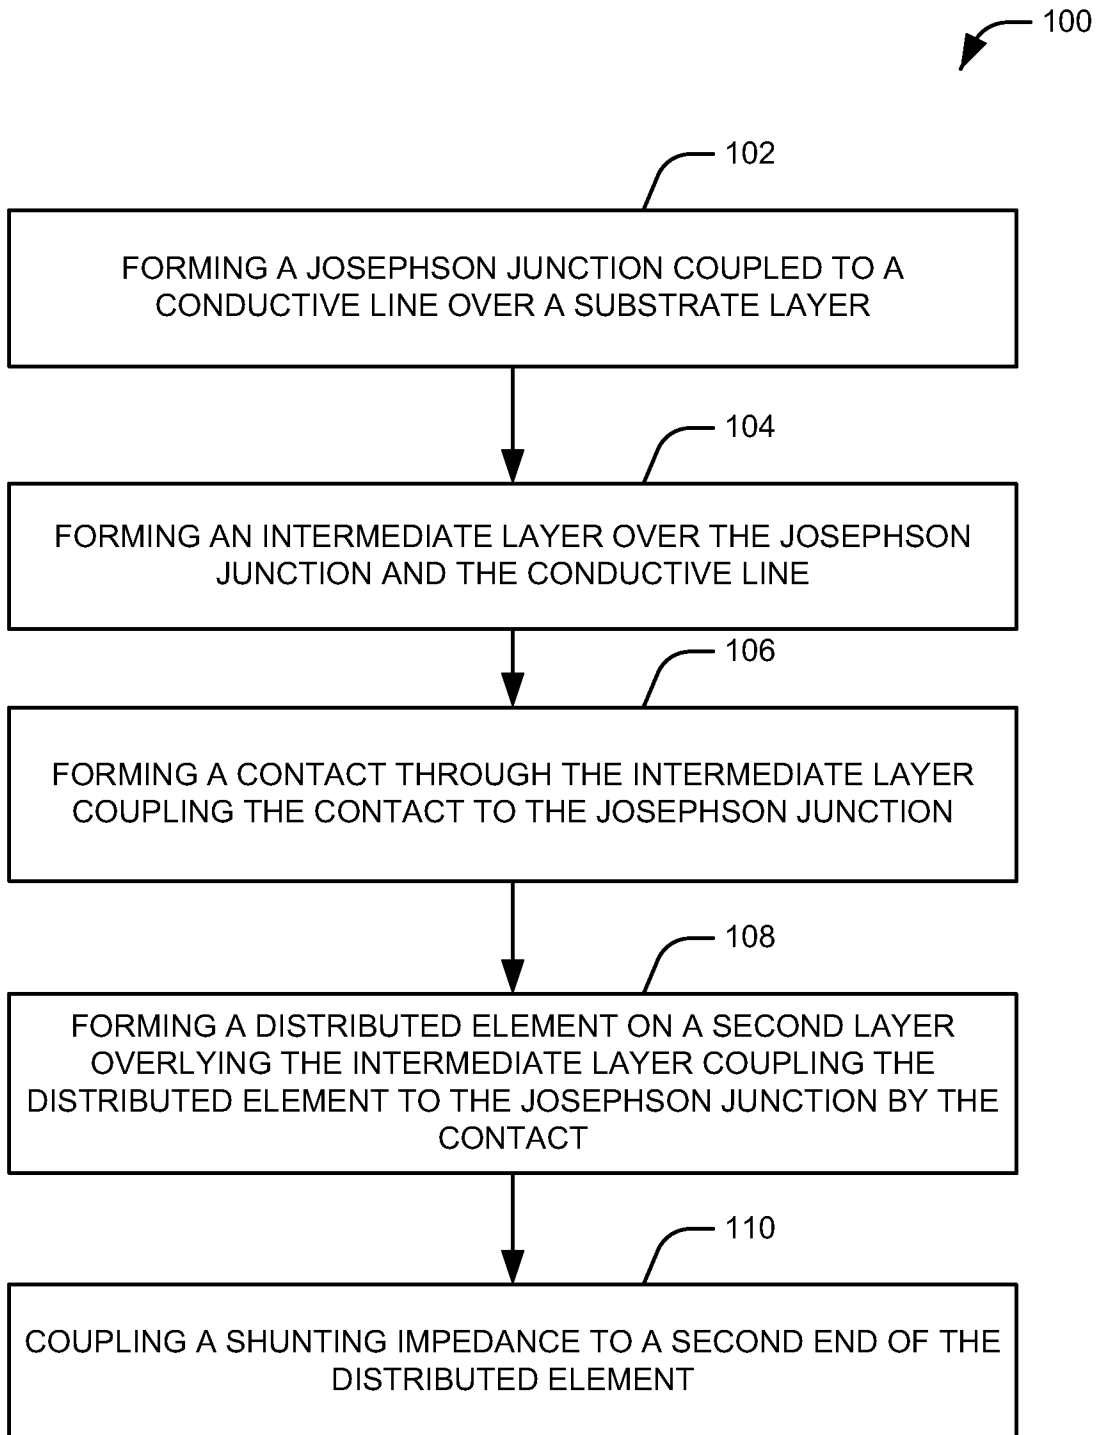 100
102
FORMING A JOSEPHSON JUNCTION COUPLED TO A
CONDUCTIVE LINE OVER A SUBSTRATE LAYER
104
FORMING AN INTERMEDIATE LAYER OVER THE JOSEPHSON
JUNCTION AND THE CONDUCTIVE LINE
106
FORMING A CONTACT THROUGH THE INTERMEDIATE LAYER
COUPLING THE CONTACT TO THE JOSEPHSON JUNCTION
108
FORMING A DISTRIBUTED ELEMENT ON A SECOND LAYER
OVERLYING THE INTERMEDIATE LAYER COUPLING THE
DISTRIBUTED ELEMENT TO THE JOSEPHSON JUNCTION BY THE
CONTACT
110
COUPLING A SHUNTING IMPEDANCE TO A SECOND END OF THE
DISTRIBUTED ELEMENT